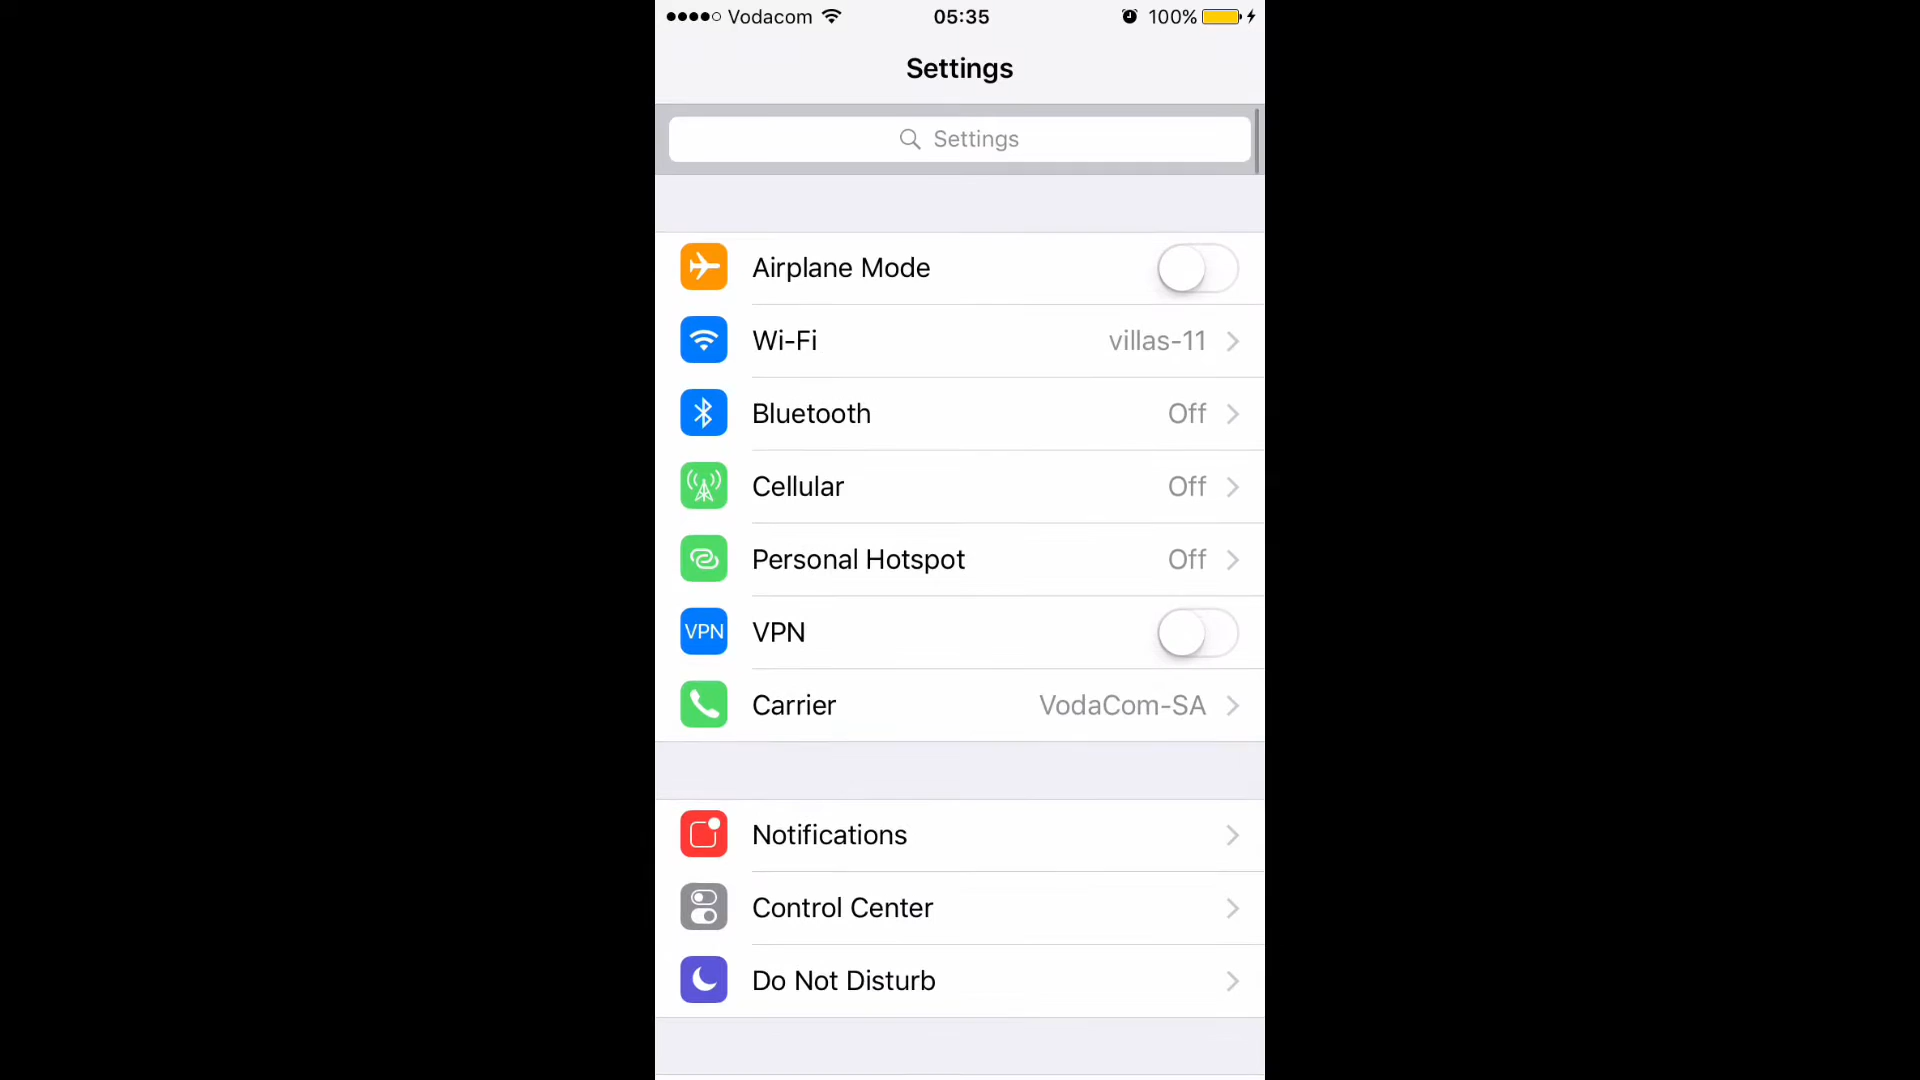 Vodacom 05:35 100%
Settings
Settings
Airplane Mode
Wi-Fi villas-11
Bluetooth Off
Cellular Off
Personal Hotspot Off
VPN VPN
Carrier VodaCom-SA
Notifications
Control Center
Do Not Disturb